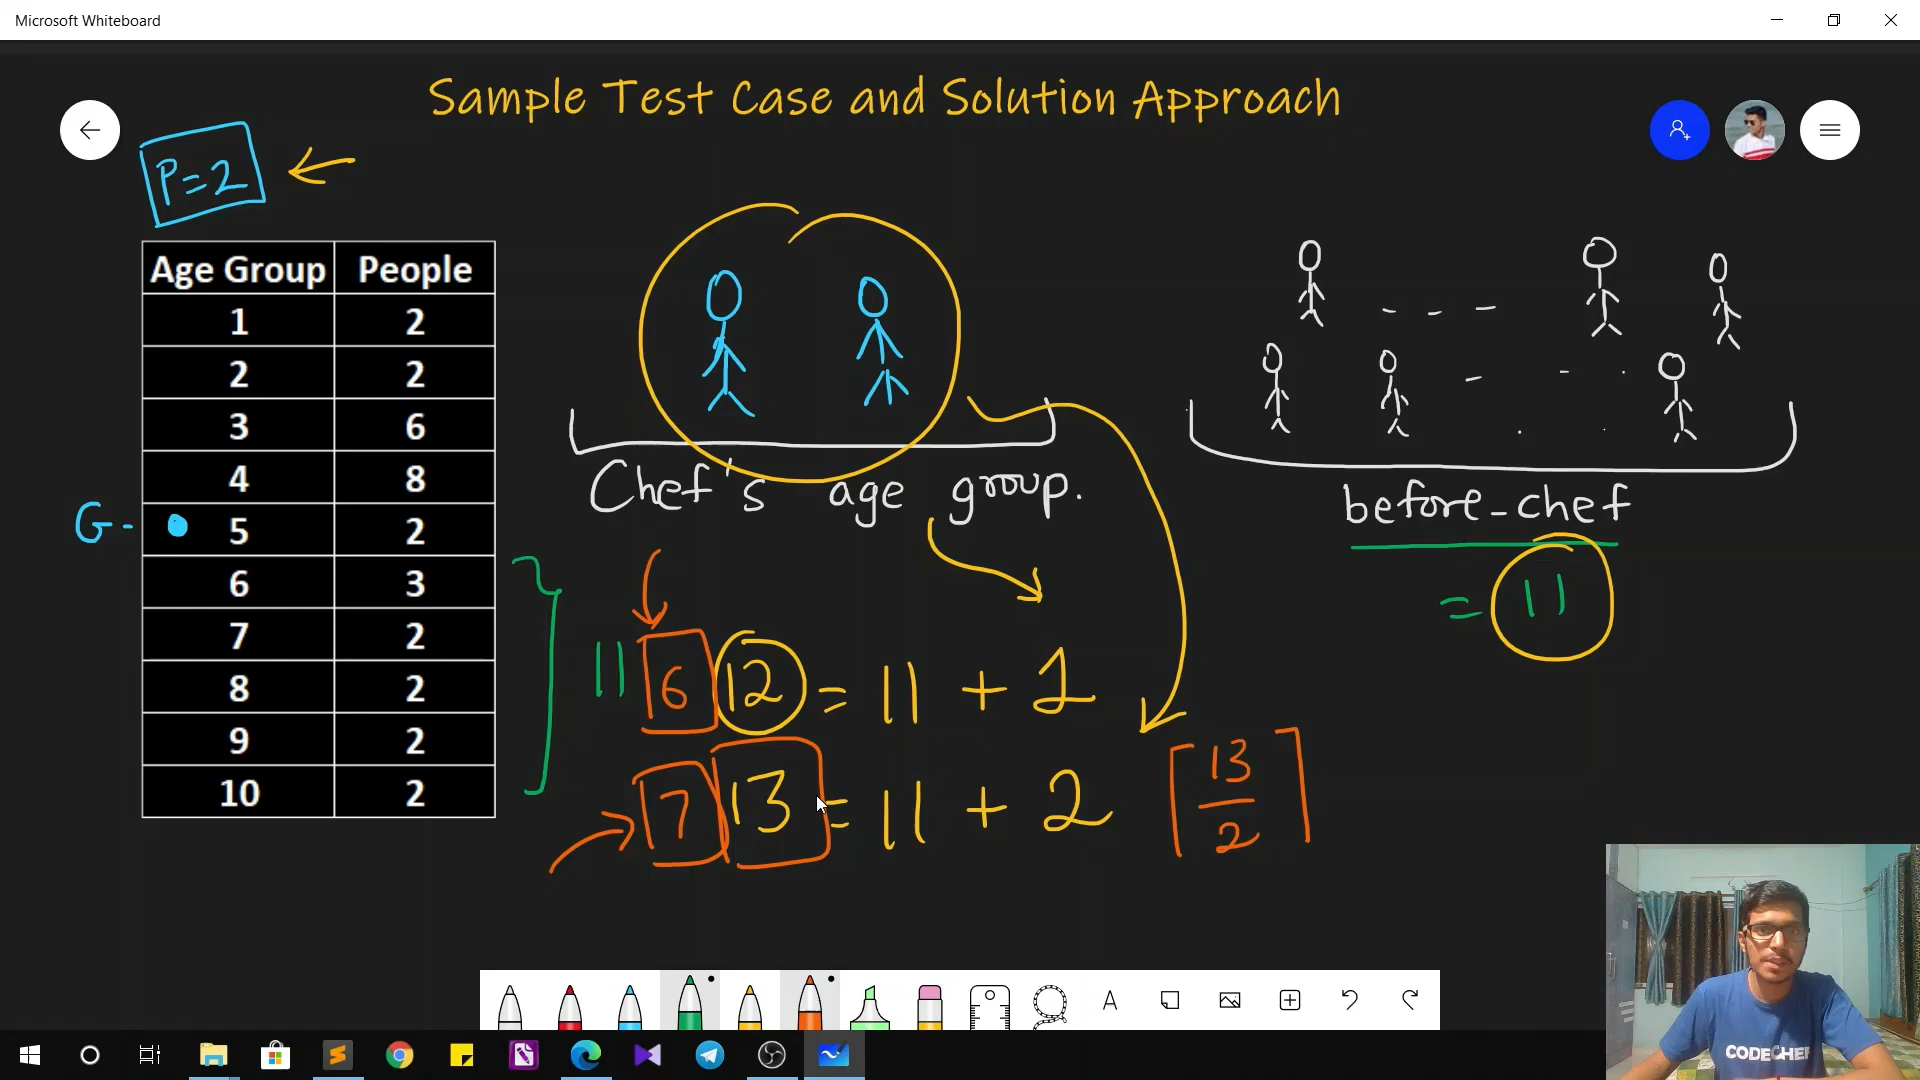 Microsoft Whiteboard
Sample Test Case and Solution Approach
P=2
Age Group People
1 2
2 2
3 6
4 8
G- 5 2
6 3
7 2
8 2
9 2
10 2
Chef's age group.
before-chef
= 11
11 6 12 = 11 + 1
7 13 = 11 + 2 ⌈13/2⌉
CODECHEF